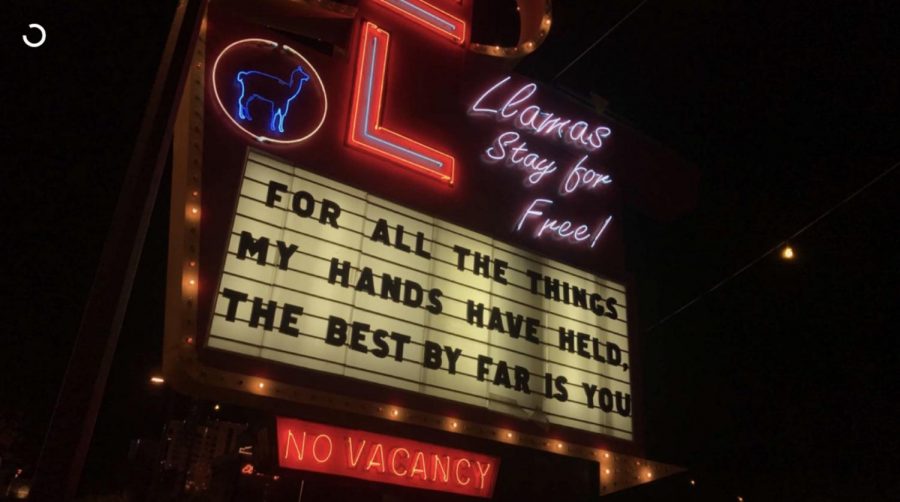 L
Llamas
Stay for
Free!
FOR ALL THE THINGS
MY HANDS HAVE HELD,
THE BEST BY FAR IS YOU
NO VACANCY